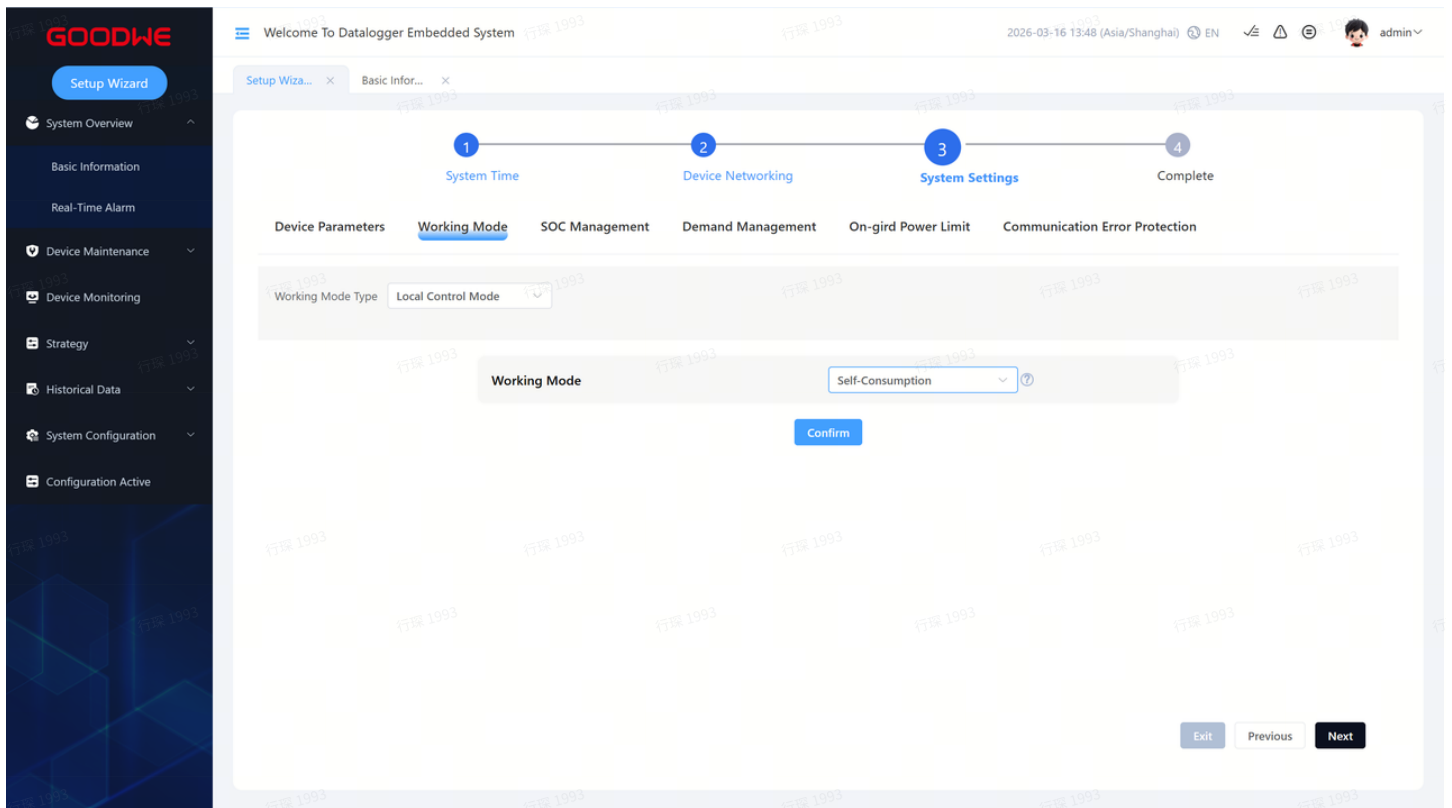 GOODWE
Welcome To Datalogger Embedded System
2026-03-16 13:48 (Asia/Shanghai) EN
admin
Setup Wizard
Setup Wiza... ×
Basic Infor... ×
System Overview
Basic Information
Real-Time Alarm
Device Maintenance
Device Monitoring
Strategy
Historical Data
System Configuration
Configuration Active
1
2
3
4
System Time
Device Networking
System Settings
Complete
Device Parameters
Working Mode
SOC Management
Demand Management
On-gird Power Limit
Communication Error Protection
Working Mode Type
Local Control Mode
Working Mode
Self-Consumption
Confirm
Exit
Previous
Next
行琛 1993